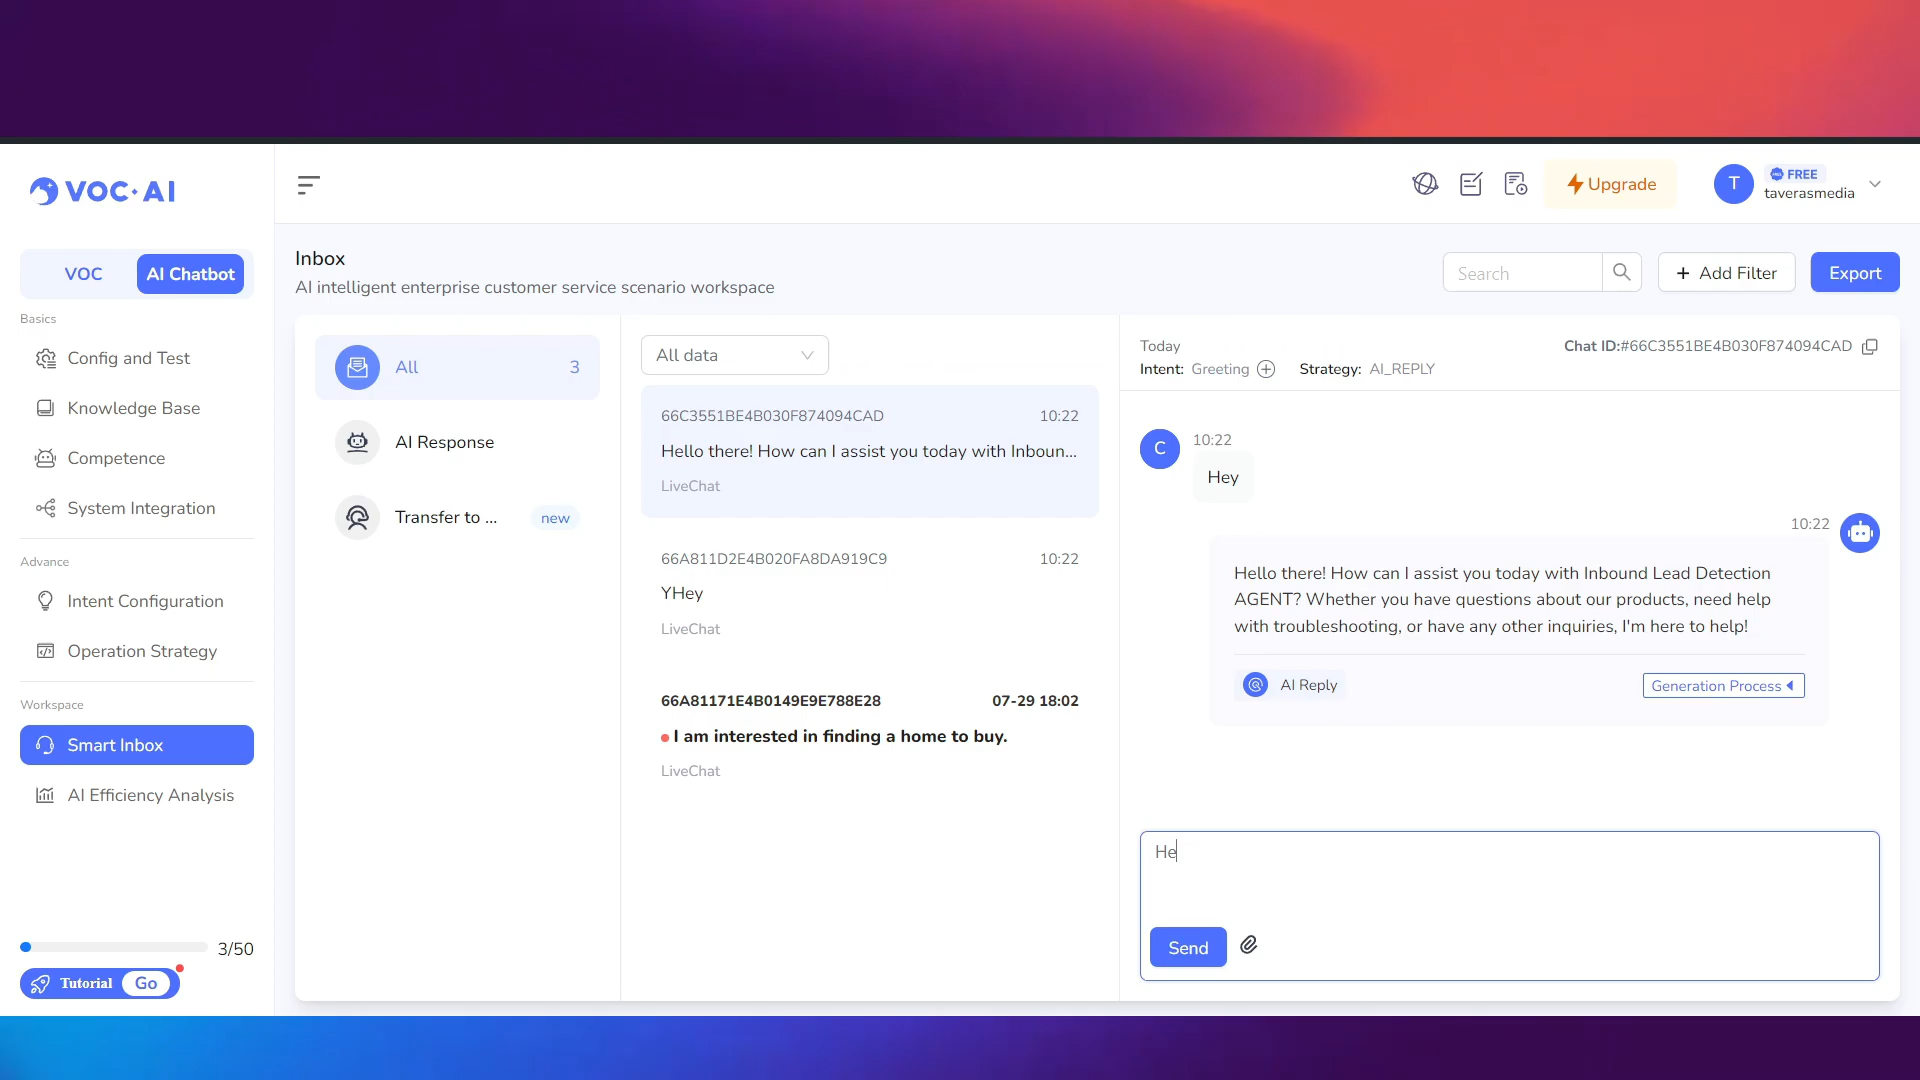 VOC·AI
VOC
AI Chatbot
Basics
Config and Test
Knowledge Base
Competence
System Integration
Advance
Intent Configuration
Operation Strategy
Workspace
Smart Inbox
AI Efficiency Analysis
3/50
Tutorial
Go
Upgrade
T
FREE
taverasmedia
Inbox
AI intelligent enterprise customer service scenario workspace
Search
+ Add Filter
Export
All
3
AI Response
Transfer to ...
new
All data
66C3551BE4B030F874094CAD
10:22
Hello there! How can I assist you today with Inboun...
LiveChat
66A811D2E4B020FA8DA919C9
10:22
YHey
LiveChat
66A81171E4B0149E9E788E28
07-29 18:02
I am interested in finding a home to buy.
LiveChat
Today
Chat ID:#66C3551BE4B030F874094CAD
Intent: Greeting
Strategy: AI_REPLY
C
10:22
Hey
10:22
Hello there! How can I assist you today with Inbound Lead Detection
AGENT? Whether you have questions about our products, need help
with troubleshooting, or have any other inquiries, I'm here to help!
AI Reply
Generation Process
He
Send